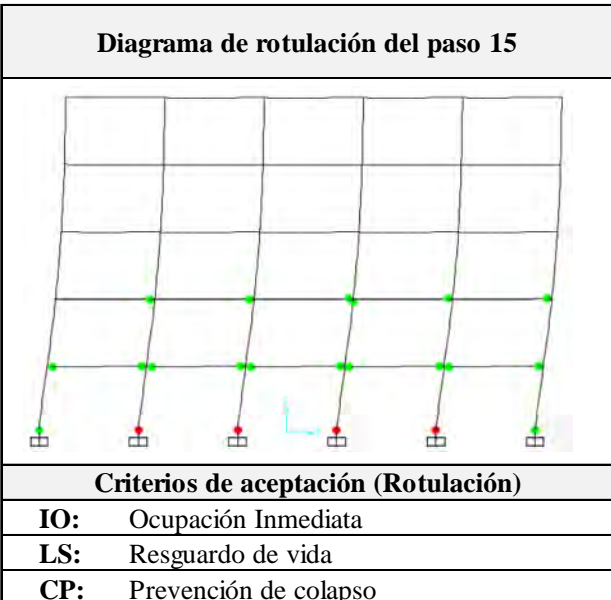 Diagrama de rotulación del paso 15
Criterios de aceptación (Rotulación)
IO: Ocupación Inmediata
LS: Resguardo de vida
CP: Prevención de colapso